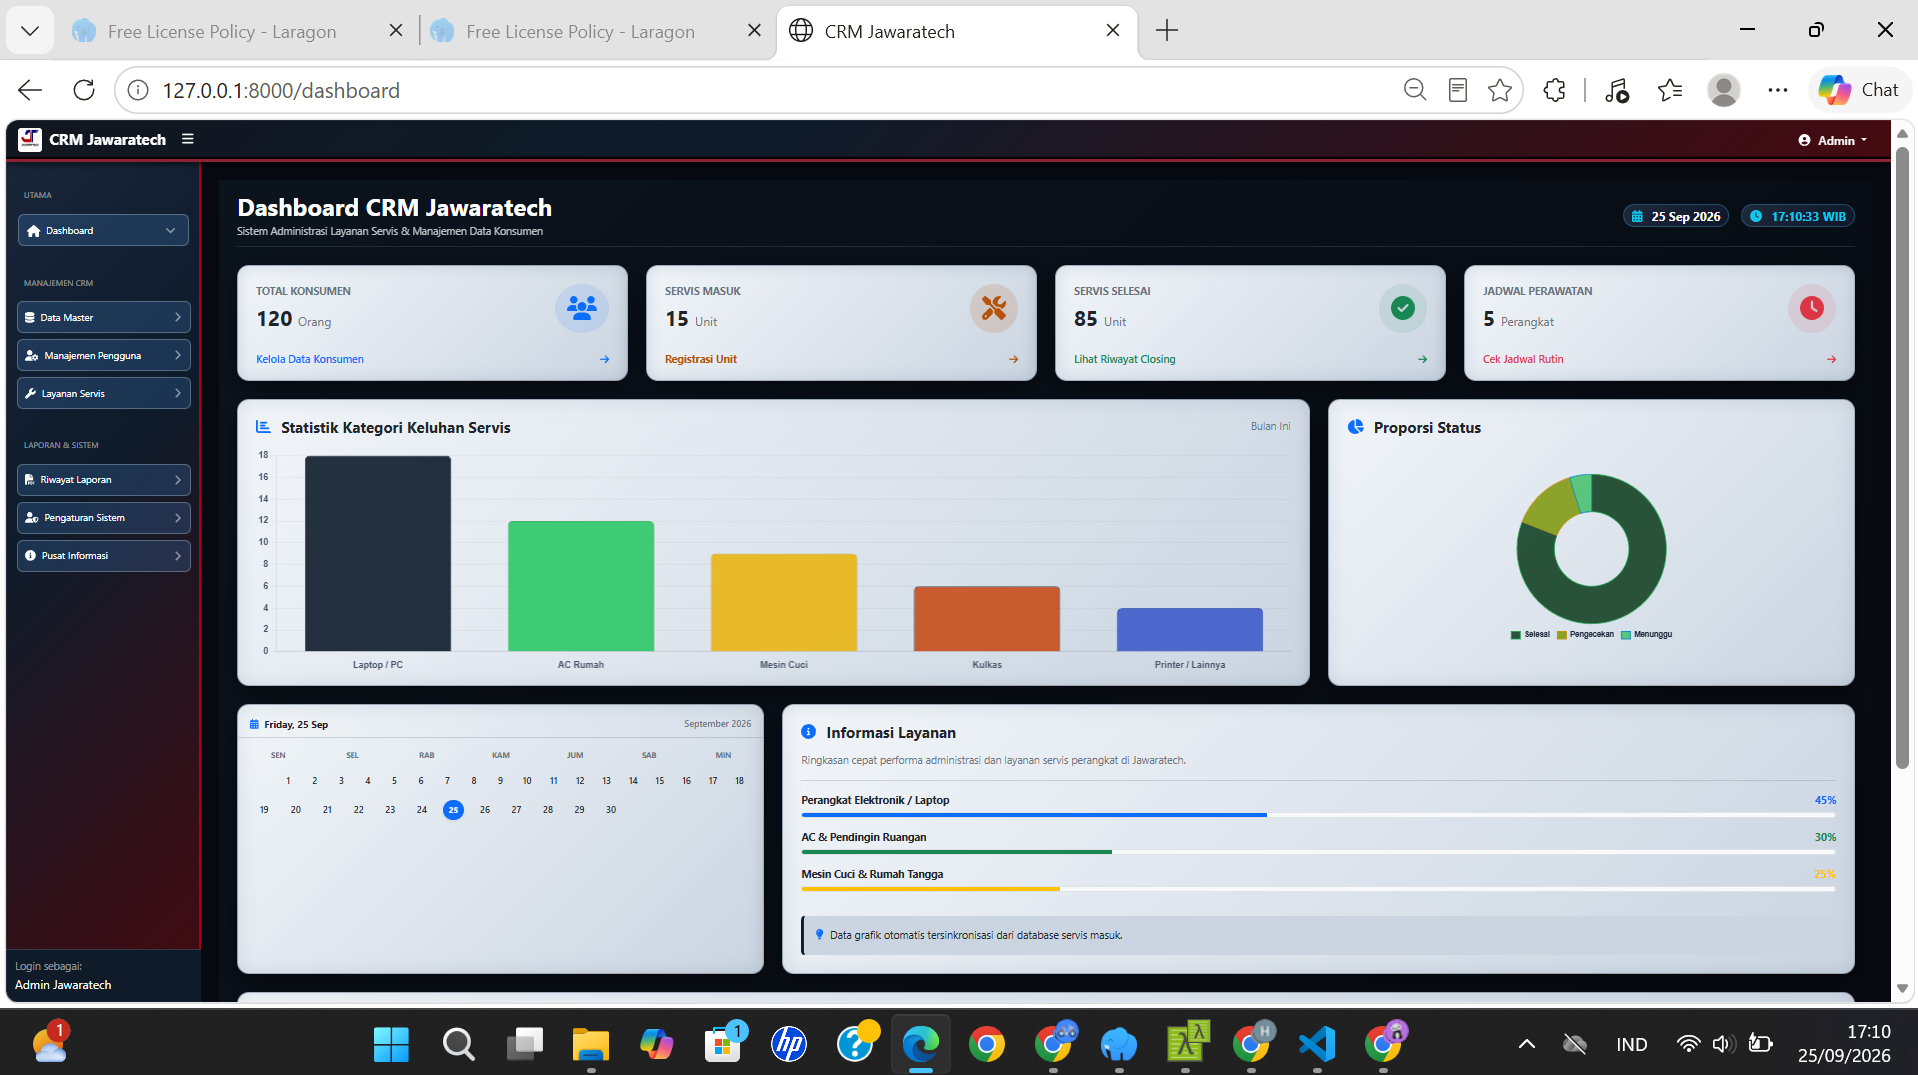 Free License Policy - Laragon
Free License Policy - Laragon
CRM Jawaratech
127.0.0.1:8000/dashboard
Chat
CRM Jawaratech
Admin
UTAMA
Dashboard
MANAJEMEN CRM
Data Master
Manajemen Pengguna
Layanan Servis
LAPORAN & SISTEM
Riwayat Laporan
Pengaturan Sistem
Pusat Informasi
Login sebagai:
Admin Jawaratech
Dashboard CRM Jawaratech
Sistem Administrasi Layanan Servis & Manajemen Data Konsumen
25 Sep 2026
17:10:33 WIB
TOTAL KONSUMEN
120 Orang
Kelola Data Konsumen
SERVIS MASUK
15 Unit
Registrasi Unit
SERVIS SELESAI
85 Unit
Lihat Riwayat Closing
JADWAL PERAWATAN
5 Perangkat
Cek Jadwal Rutin
Statistik Kategori Keluhan Servis
Bulan Ini
18
16
14
12
10
8
6
4
2
0
Laptop / PC
AC Rumah
Mesin Cuci
Kulkas
Printer / Lainnya
Proporsi Status
Selesai Pengecekan Menunggu
Friday, 25 Sep
September 2026
SEN SEL RAB KAM JUM SAB MIN
1 2 3 4 5 6 7 8 9 10 11 12 13 14 15 16 17 18
19 20 21 22 23 24 25 26 27 28 29 30
Informasi Layanan
Ringkasan cepat performa administrasi dan layanan servis perangkat di Jawaratech.
Perangkat Elektronik / Laptop
45%
AC & Pendingin Ruangan
30%
Mesin Cuci & Rumah Tangga
25%
Data grafik otomatis tersinkronisasi dari database servis masuk.
1
1
hp
?
H
IND
17:10
25/09/2026